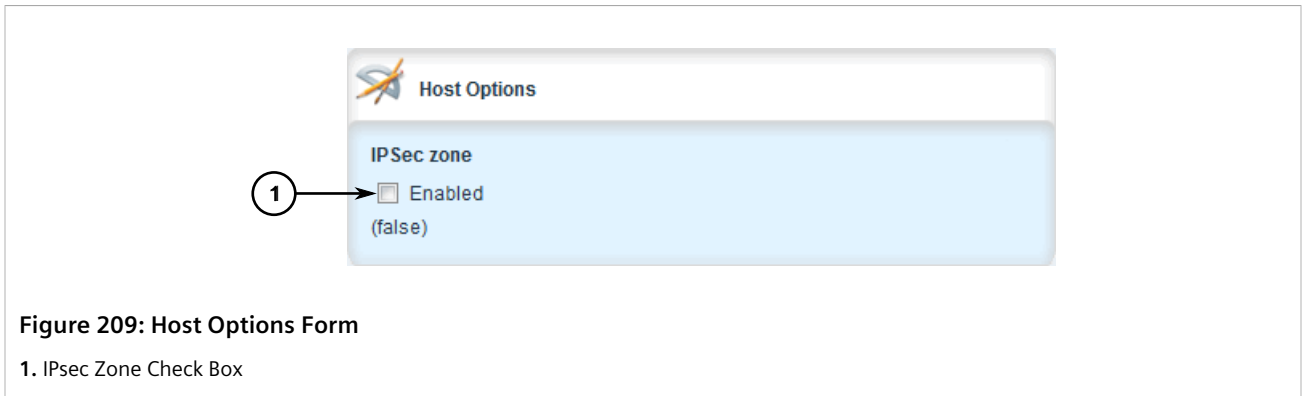 Host Options
IPSec zone
1
Enabled
(false)
Figure 209: Host Options Form
1. IPsec Zone Check Box